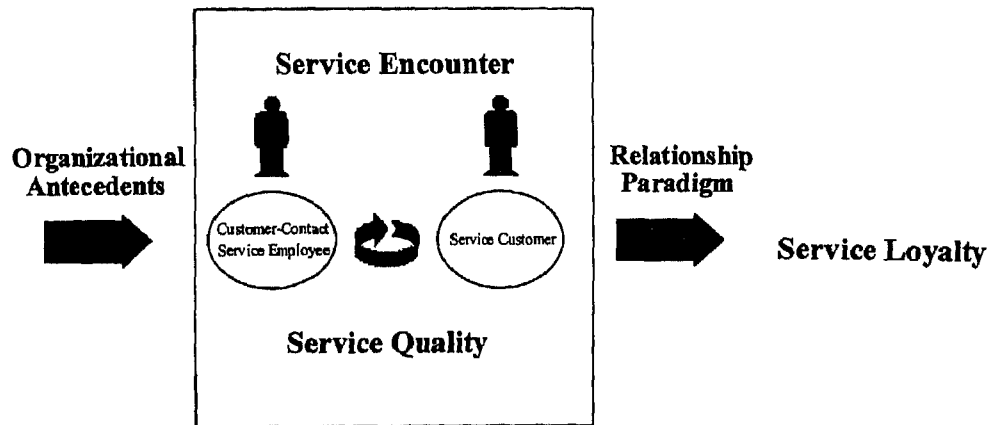 Service Encounter
Organizational
Antecedents
Customer-Contact
Service Employee
Service Customer
Relationship
Paradigm
Service Loyalty
Service Quality